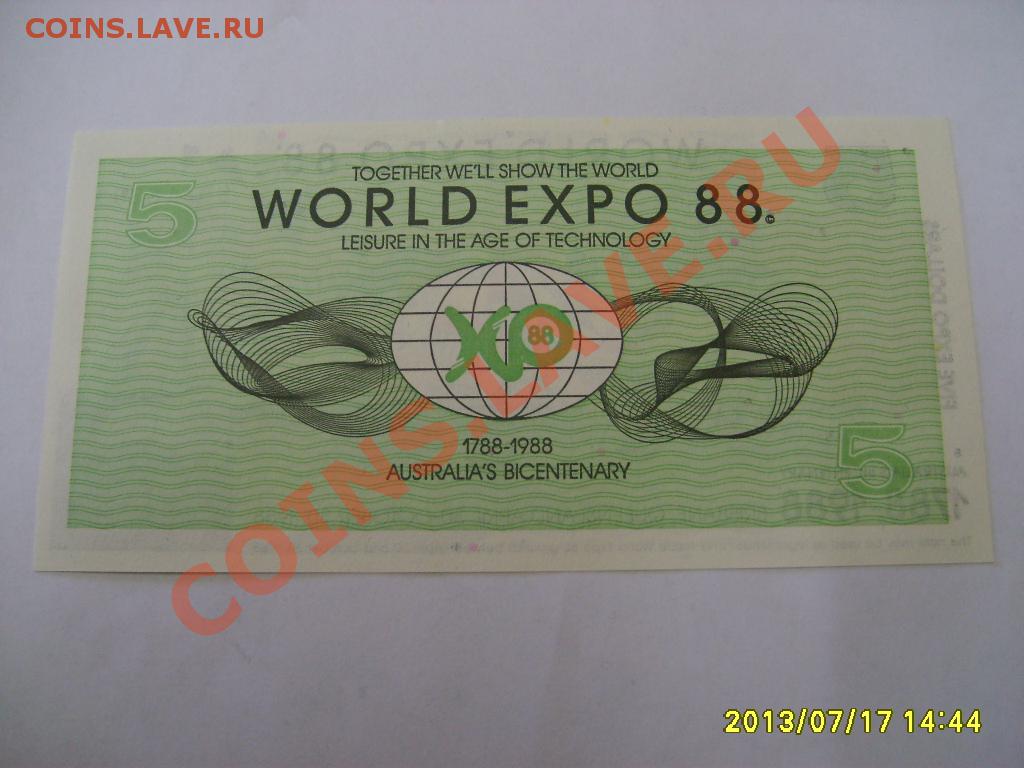 COINS.LAVE.RU
TOGETHER WE'LL SHOW THE WORLD
WORLD EXPO 88
LEISURE IN THE AGE OF TECHNOLOGY
5
XPO
88
1788-1988
AUSTRALIA'S BICENTENARY
5
COINS.LAVE.RU
2013/07/17 14:44